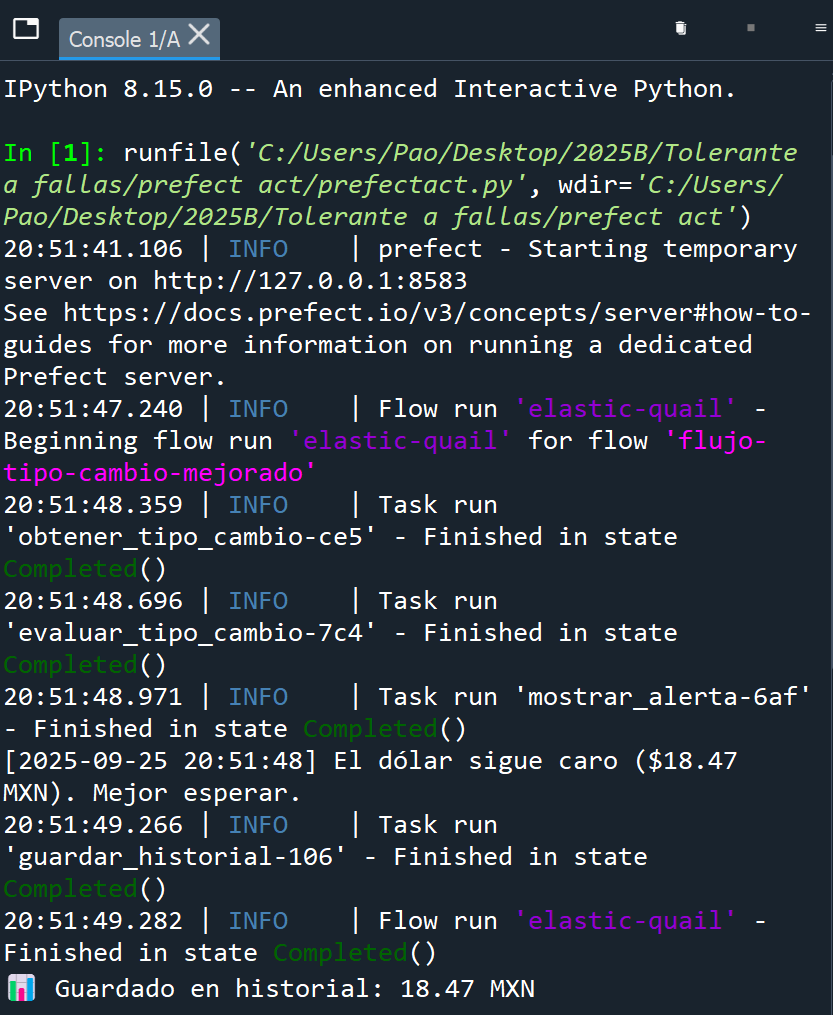 Console 1/A
IPython 8.15.0 -- An enhanced Interactive Python.
In [1]: runfile('C:/Users/Pao/Desktop/2025B/Tolerante
a fallas/prefect act/prefectact.py', wdir='C:/Users/
Pao/Desktop/2025B/Tolerante a fallas/prefect act')
20:51:41.106 | INFO    | prefect - Starting temporary
server on http://127.0.0.1:8583
See https://docs.prefect.io/v3/concepts/server#how-to-
guides for more information on running a dedicated
Prefect server.
20:51:47.240 | INFO    | Flow run 'elastic-quail' -
Beginning flow run 'elastic-quail' for flow 'flujo-
tipo-cambio-mejorado'
20:51:48.359 | INFO    | Task run
'obtener_tipo_cambio-ce5' - Finished in state
Completed()
20:51:48.696 | INFO    | Task run
'evaluar_tipo_cambio-7c4' - Finished in state
Completed()
20:51:48.971 | INFO    | Task run 'mostrar_alerta-6af'
- Finished in state Completed()
[2025-09-25 20:51:48] El dólar sigue caro ($18.47
MXN). Mejor esperar.
20:51:49.266 | INFO    | Task run
'guardar_historial-106' - Finished in state
Completed()
20:51:49.282 | INFO    | Flow run 'elastic-quail' -
Finished in state Completed()
📊 Guardado en historial: 18.47 MXN